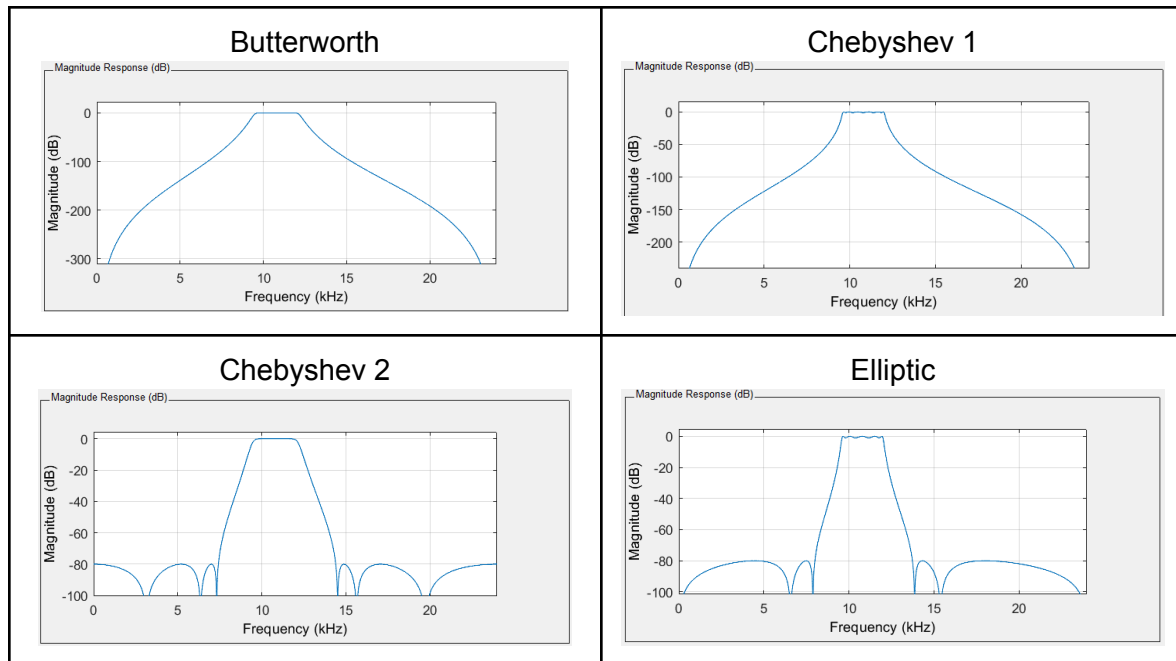 Butterworth
Magnitude Response (dB)
0
-100
-200
-300
Magnitude (dB)
0 5 10 15 20
Frequency (kHz)
Chebyshev 1
Magnitude Response (dB)
0
-50
-100
-150
-200
Magnitude (dB)
0 5 10 15 20
Frequency (kHz)
Chebyshev 2
Magnitude Response (dB)
0
-20
-40
-60
-80
-100
Magnitude (dB)
0 5 10 15 20
Frequency (kHz)
Elliptic
Magnitude Response (dB)
0
-20
-40
-60
-80
-100
Magnitude (dB)
0 5 10 15 20
Frequency (kHz)